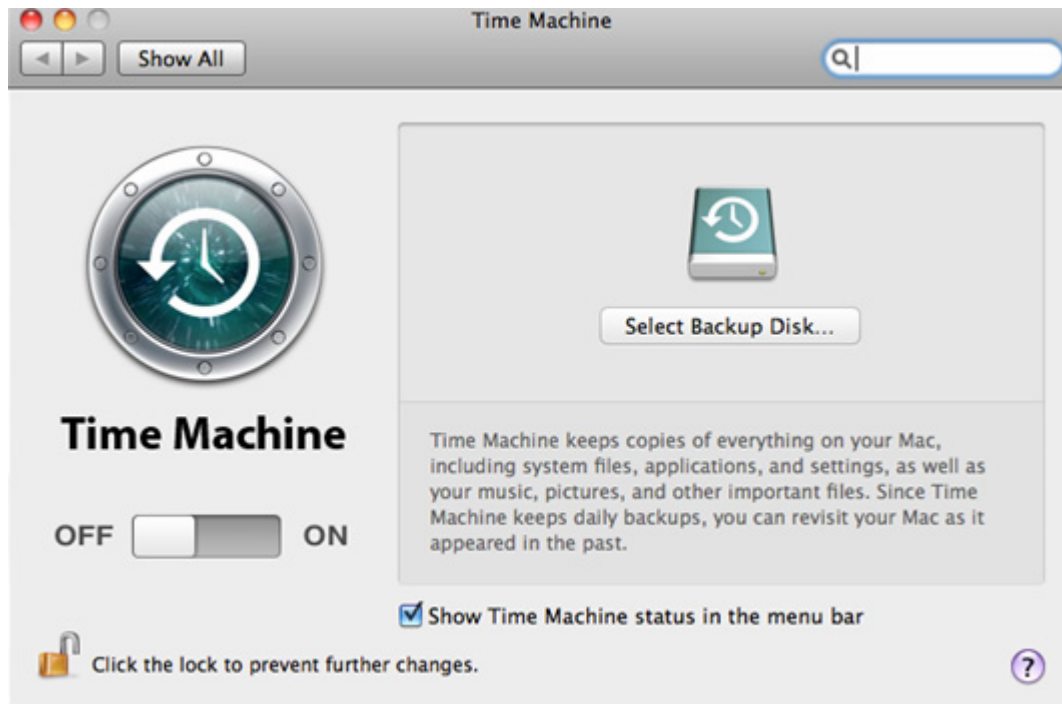 Time Machine
Show All
Select Backup Disk...
Time Machine
Time Machine keeps copies of everything on your Mac,
including system files, applications, and settings, as well as
your music, pictures, and other important files. Since Time
Machine keeps daily backups, you can revisit your Mac as it
appeared in the past.
OFF ON
Show Time Machine status in the menu bar
Click the lock to prevent further changes.
?